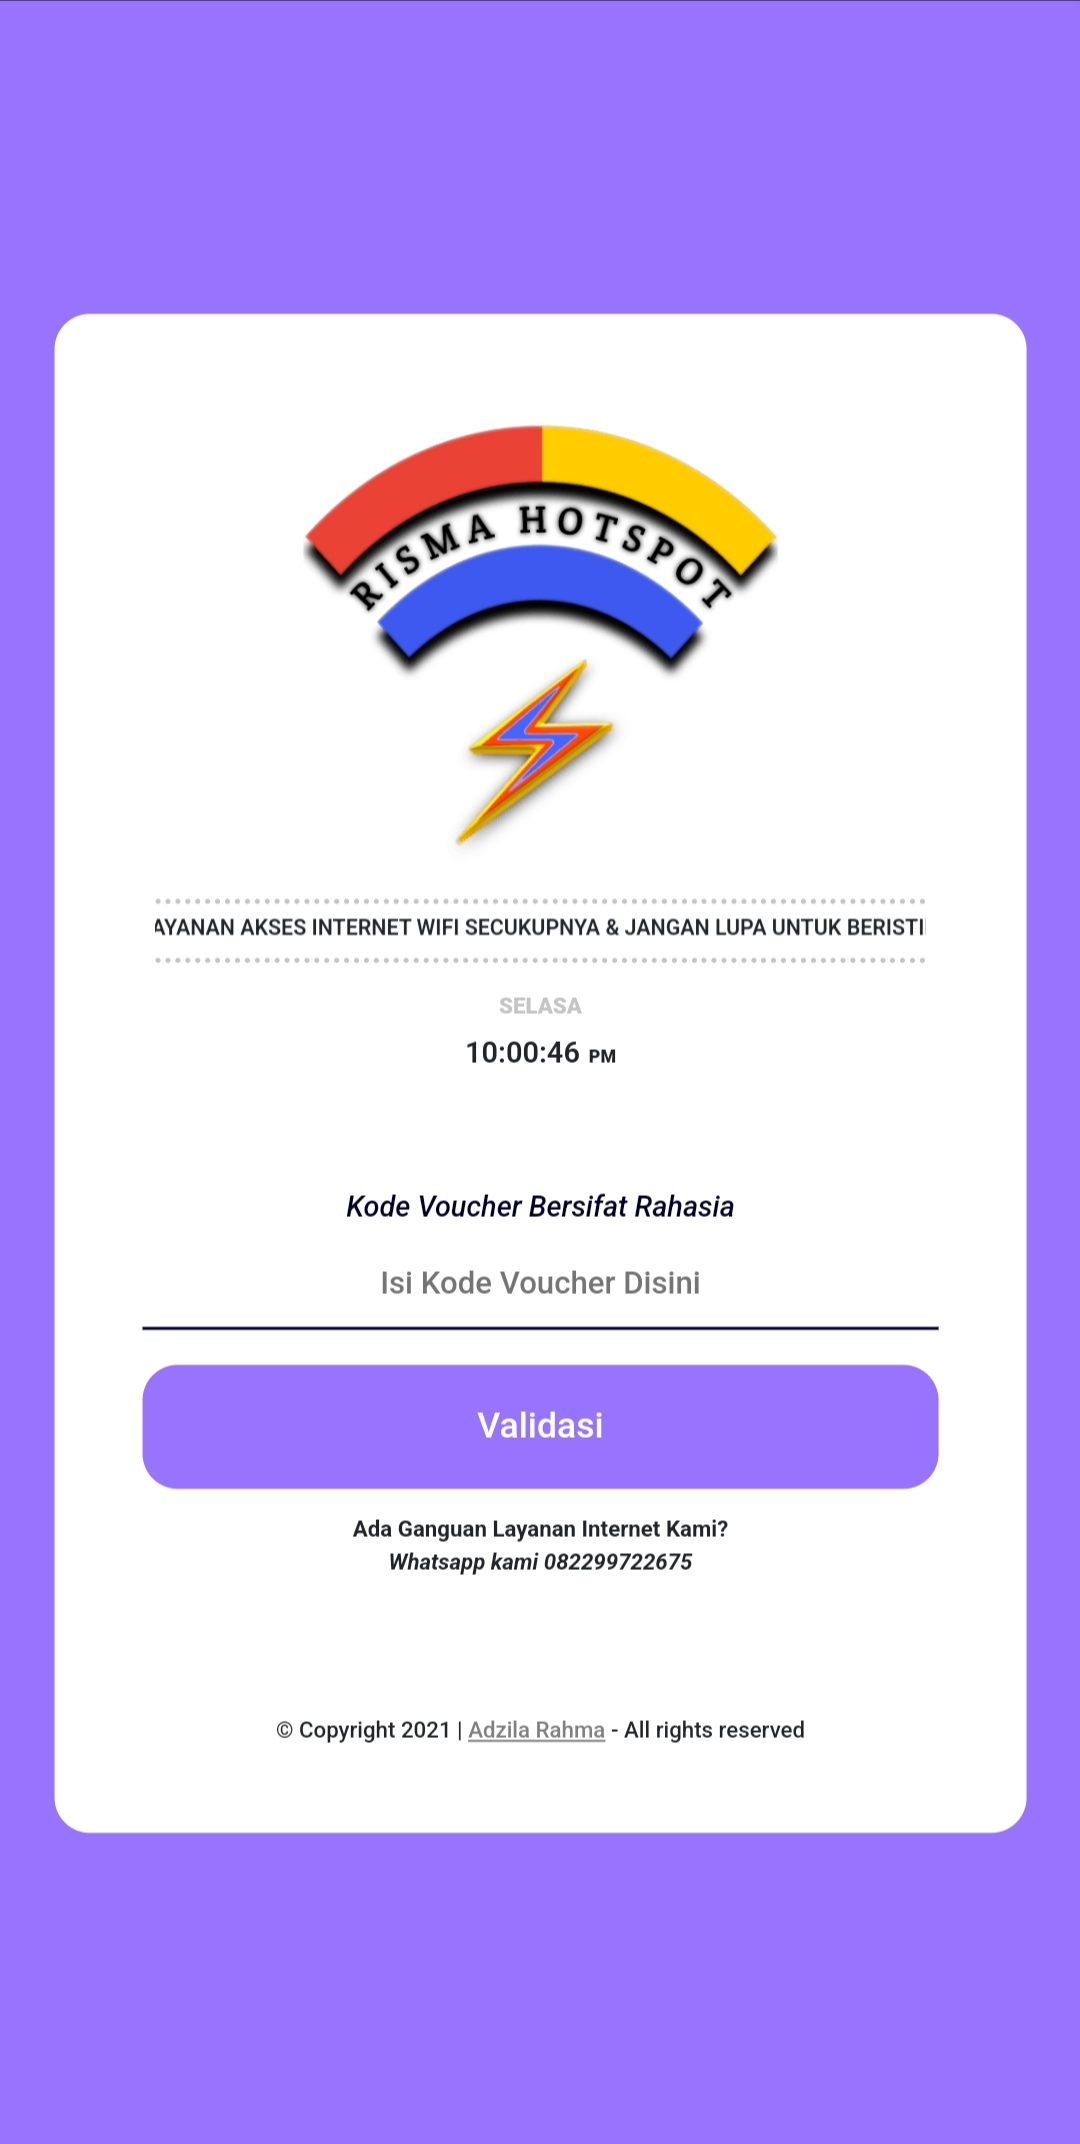 RISMA HOTSPOT
AYANAN AKSES INTERNET WIFI SECUKUPNYA & JANGAN LUPA UNTUK BERISTI
SELASA
10:00:46 PM
Kode Voucher Bersifat Rahasia
Isi Kode Voucher Disini
Validasi
Ada Ganguan Layanan Internet Kami?
Whatsapp kami 082299722675
© Copyright 2021 | Adzila Rahma - All rights reserved